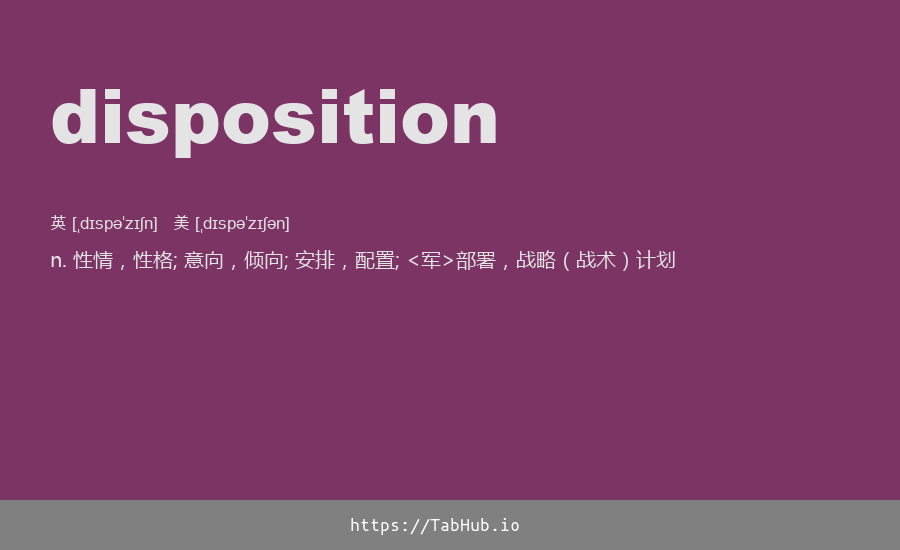 disposition
英 [ˌdɪspəˈzɪʃn] 美 [ˌdɪspəˈzɪʃən]
n. 性情，性格; 意向，倾向; 安排，配置; <军>部署，战略（战术）计划
https://TabHub.io